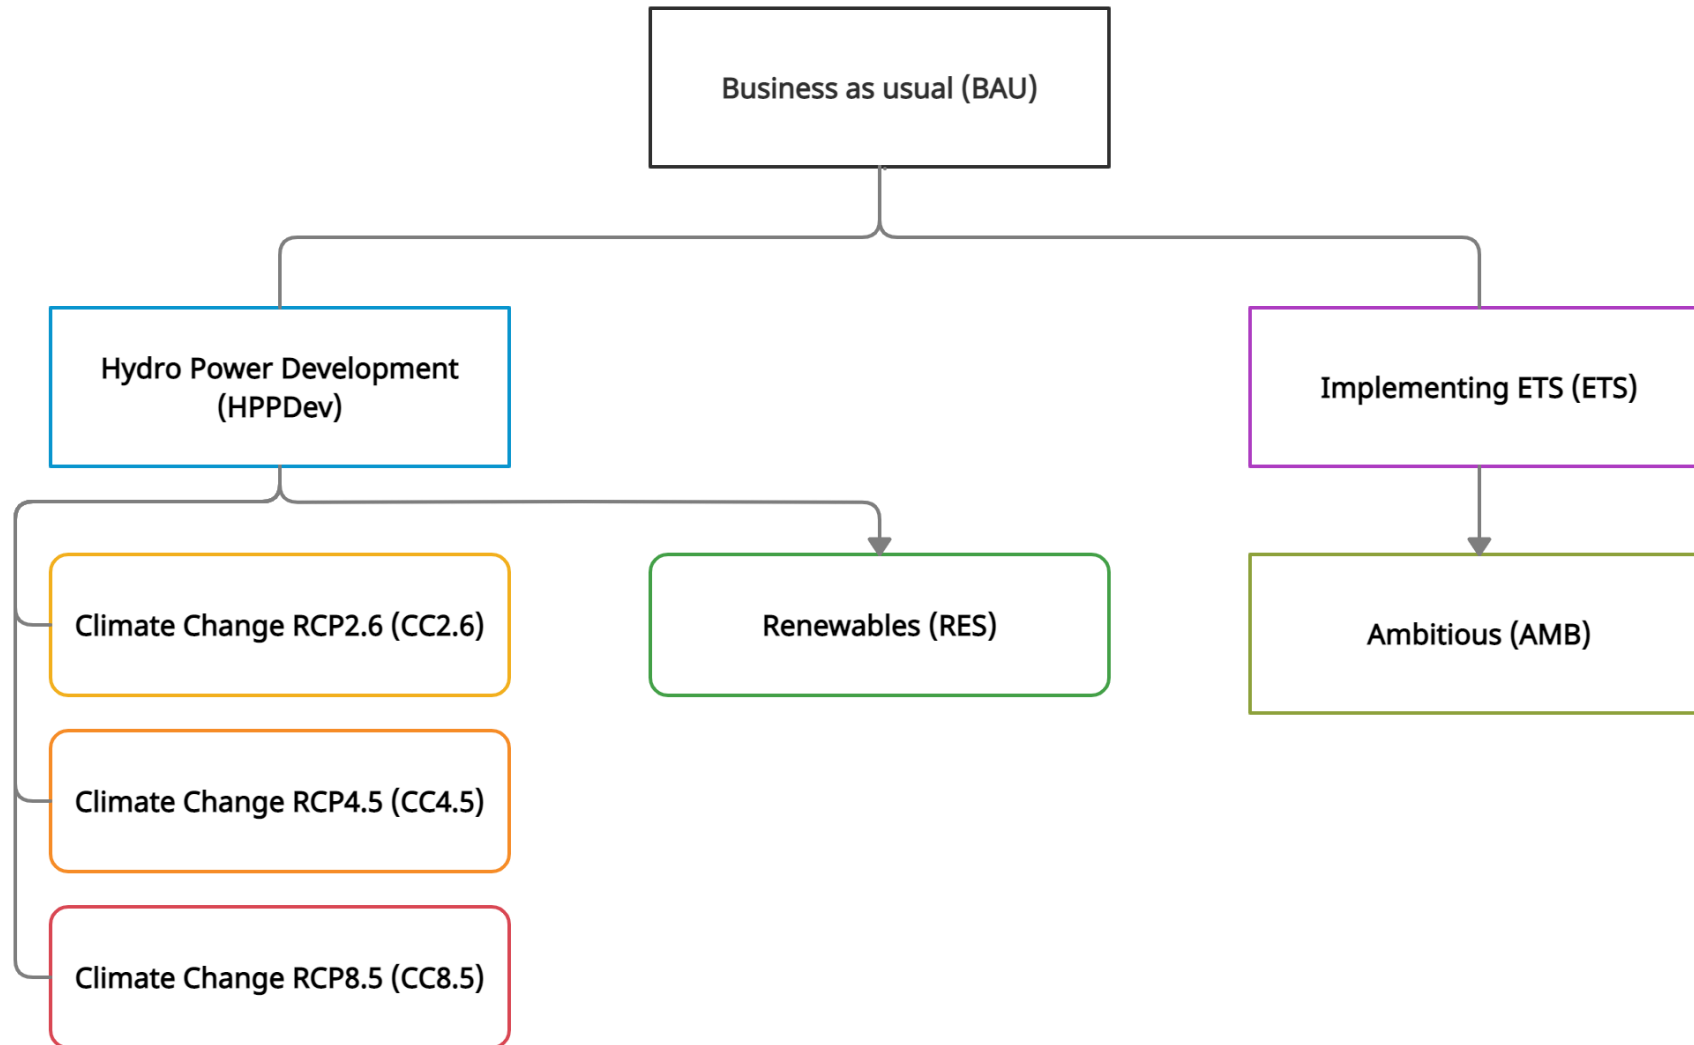 Business as usual (BAU)
Hydro Power Development
(HPPDev)
Implementing ETS (ETS)
Climate Change RCP2.6 (CC2.6)
Renewables (RES)
Ambitious (AMB)
Climate Change RCP4.5 (CC4.5)
Climate Change RCP8.5 (CC8.5)